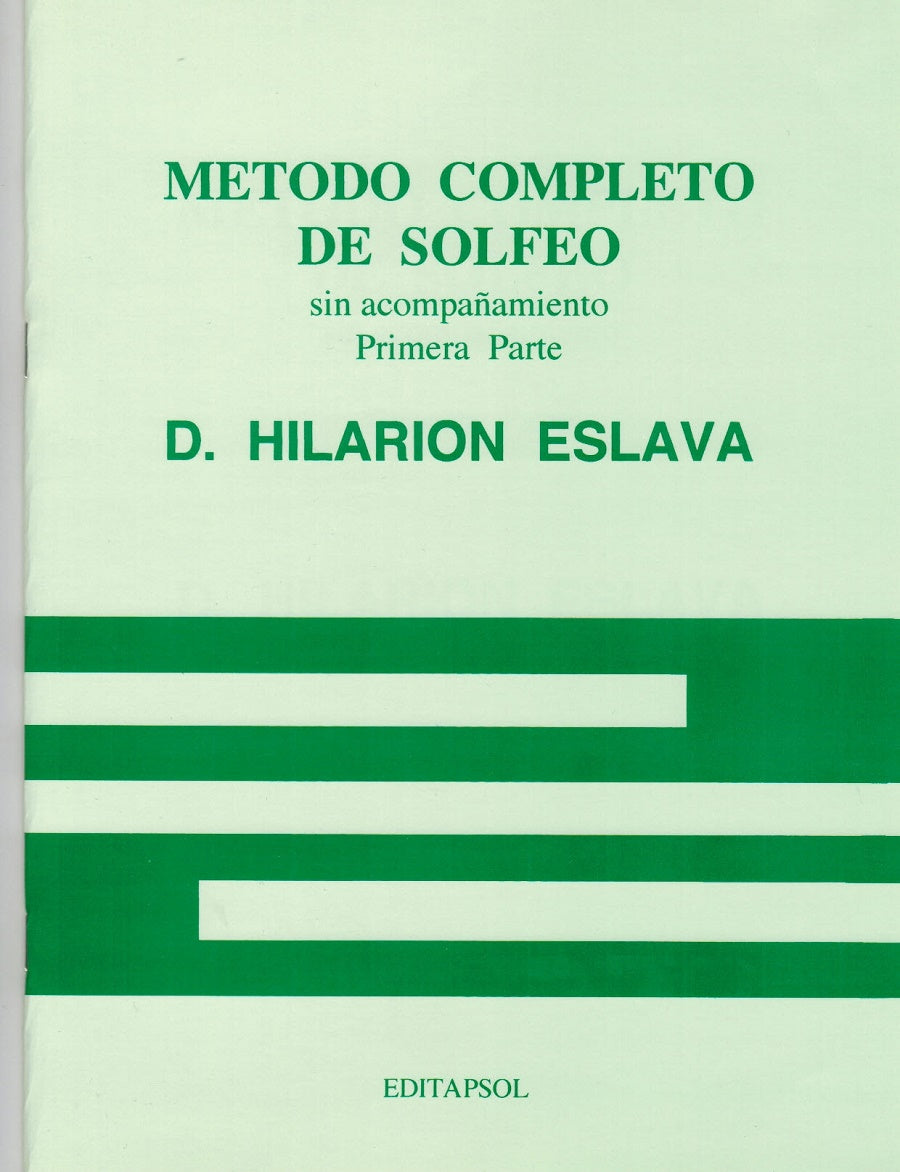 METODO COMPLETO
DE SOLFEO
sin acompañamiento
Primera Parte
D. HILARION ESLAVA
EDITAPSOL